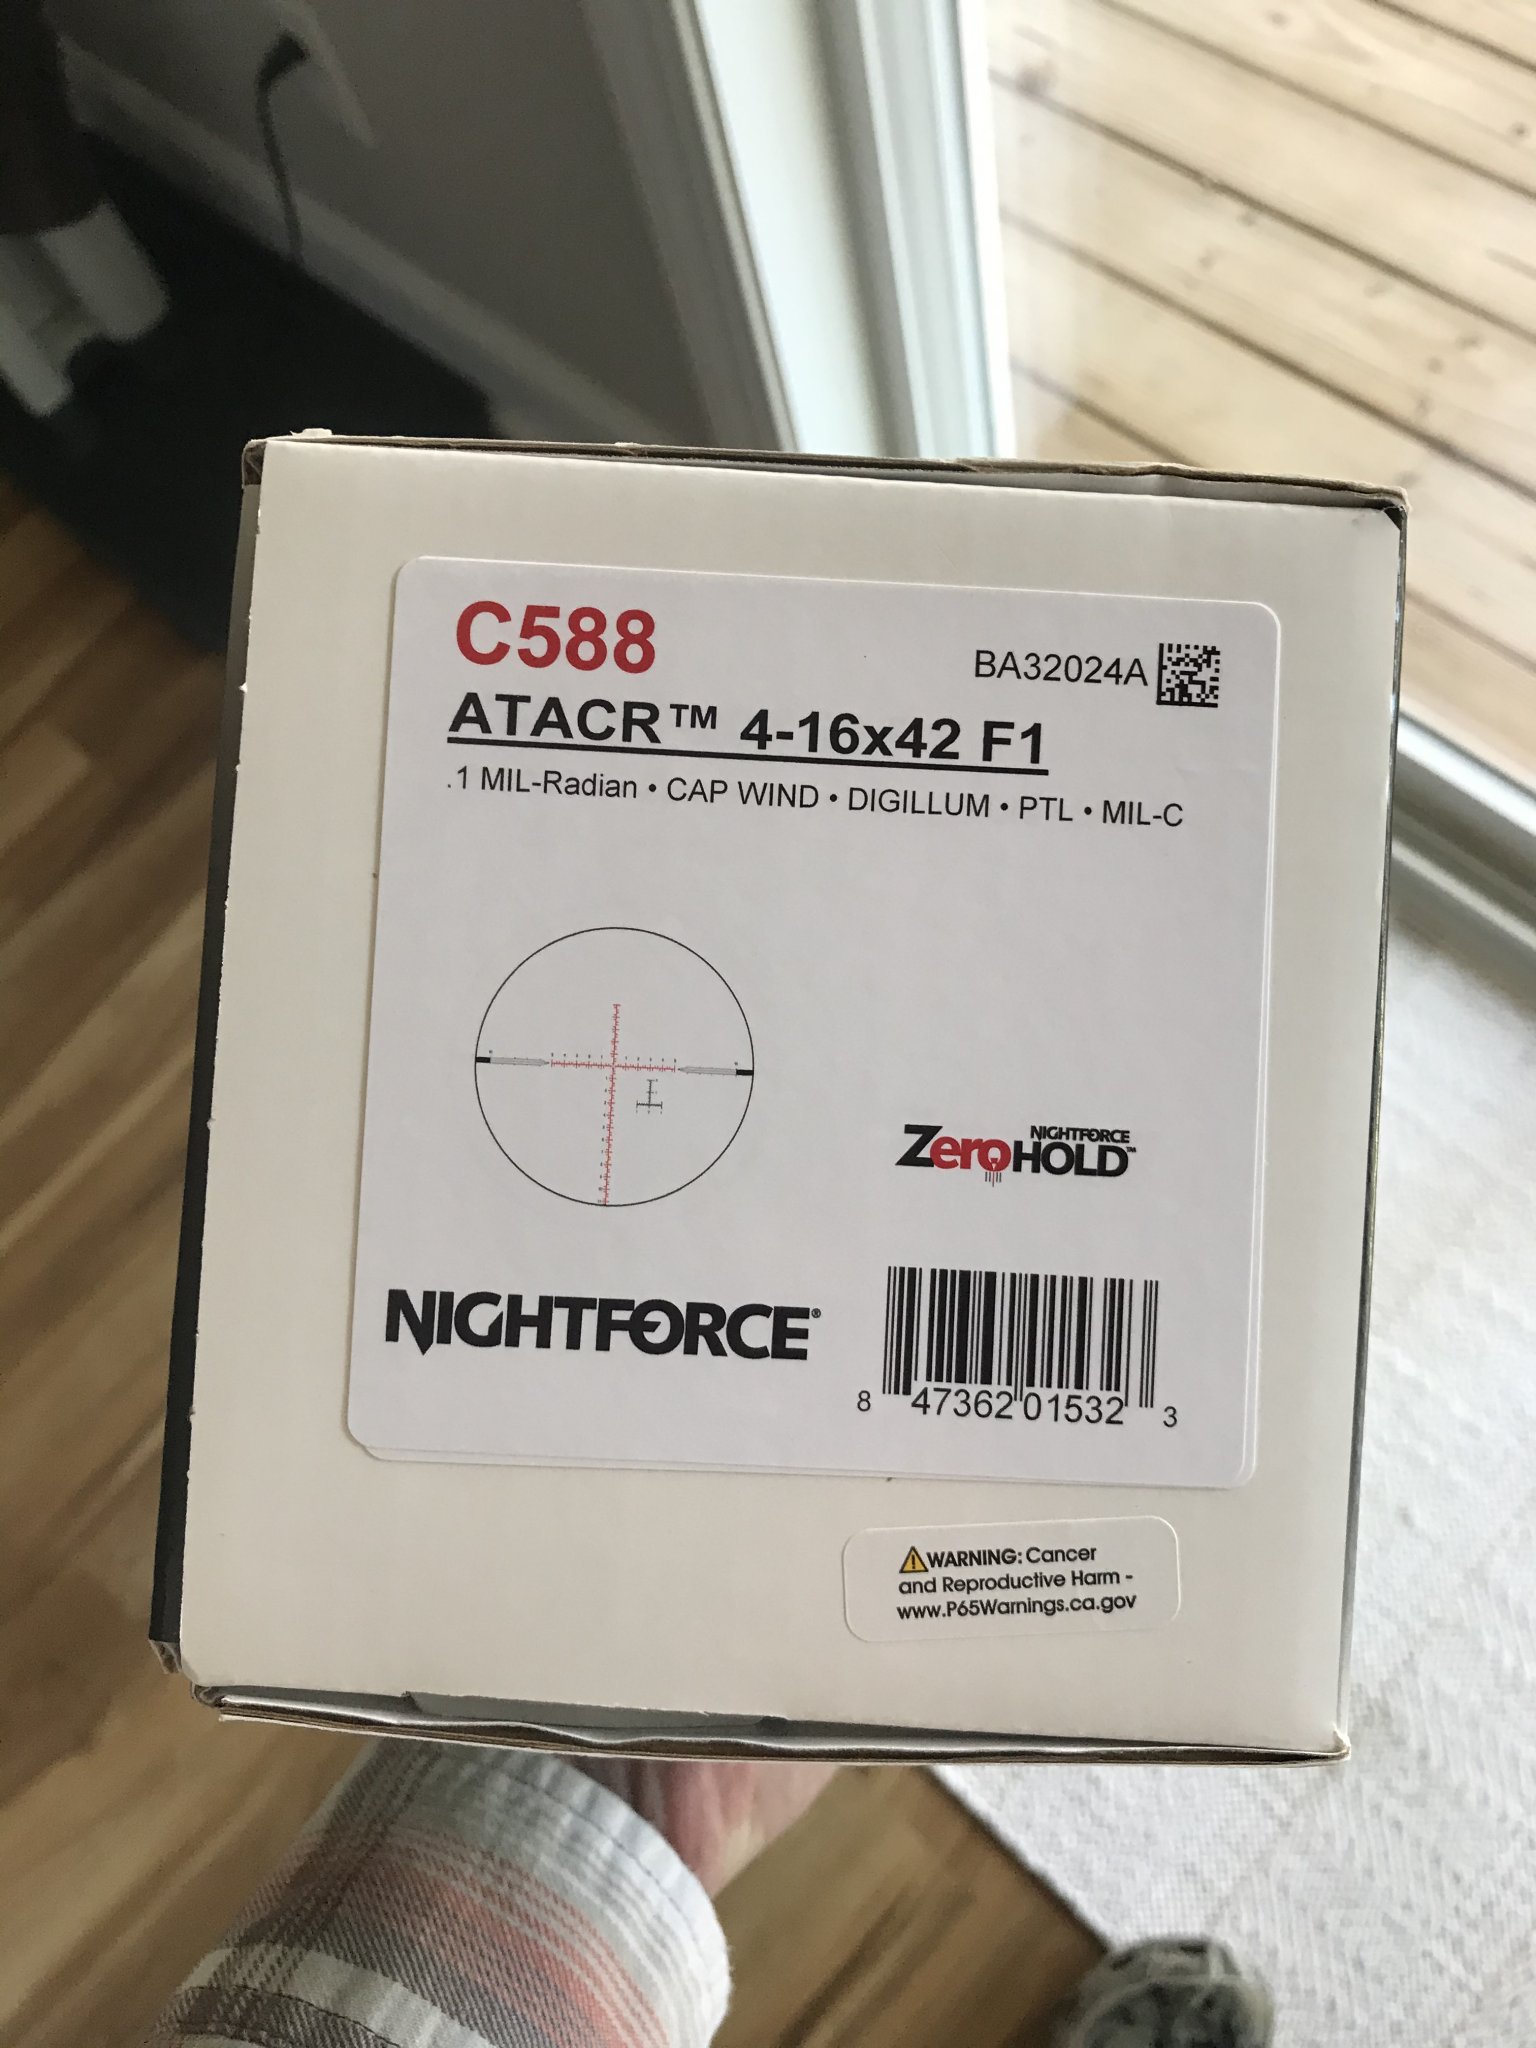 C588
BA32024A
ATACR™ 4-16x42 F1
.1 MIL-Radian • CAP WIND • DIGILLUM • PTL • MIL-C
NIGHTFORCE
ZeroHOLD™
NIGHTFORCE®
8 47362 01532 3
WARNING: Cancer
and Reproductive Harm -
www.P65Warnings.ca.gov